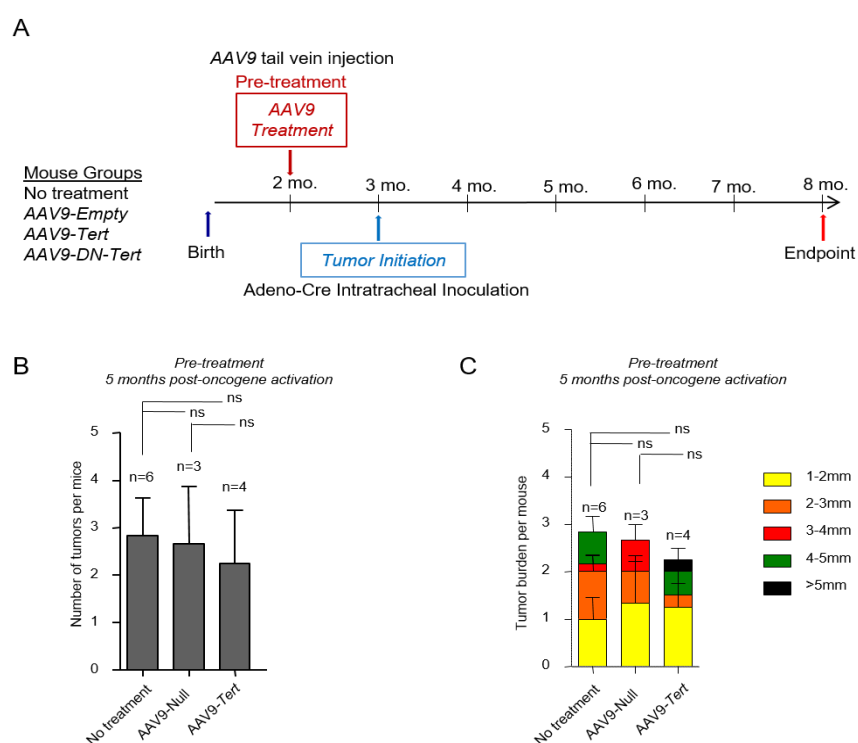 A
AAV9 tail vein injection
Pre-treatment
AAV9
Treatment
Mouse Groups
No treatment
AAV9-Empty
AAV9-Tert
AAV9-DN-Tert
2 mo. 3 mo. 4 mo. 5 mo. 6 mo. 7 mo. 8 mo.
Birth
Tumor Initiation
Endpoint
Adeno-Cre Intratracheal Inoculation
B
Pre-treatment
5 months post-oncogene activation
ns
ns
ns
n=6
n=3
n=4
Number of tumors per mice
5
4
3
2
1
0
No treatment
AAV9-Null
AAV9-Tert
C
Pre-treatment
5 months post-oncogene activation
ns
ns
ns
n=6
n=3
n=4
Tumor burden per mouse
5
4
3
2
1
0
No treatment
AAV9-Null
AAV9-Tert
1-2mm
2-3mm
3-4mm
4-5mm
>5mm